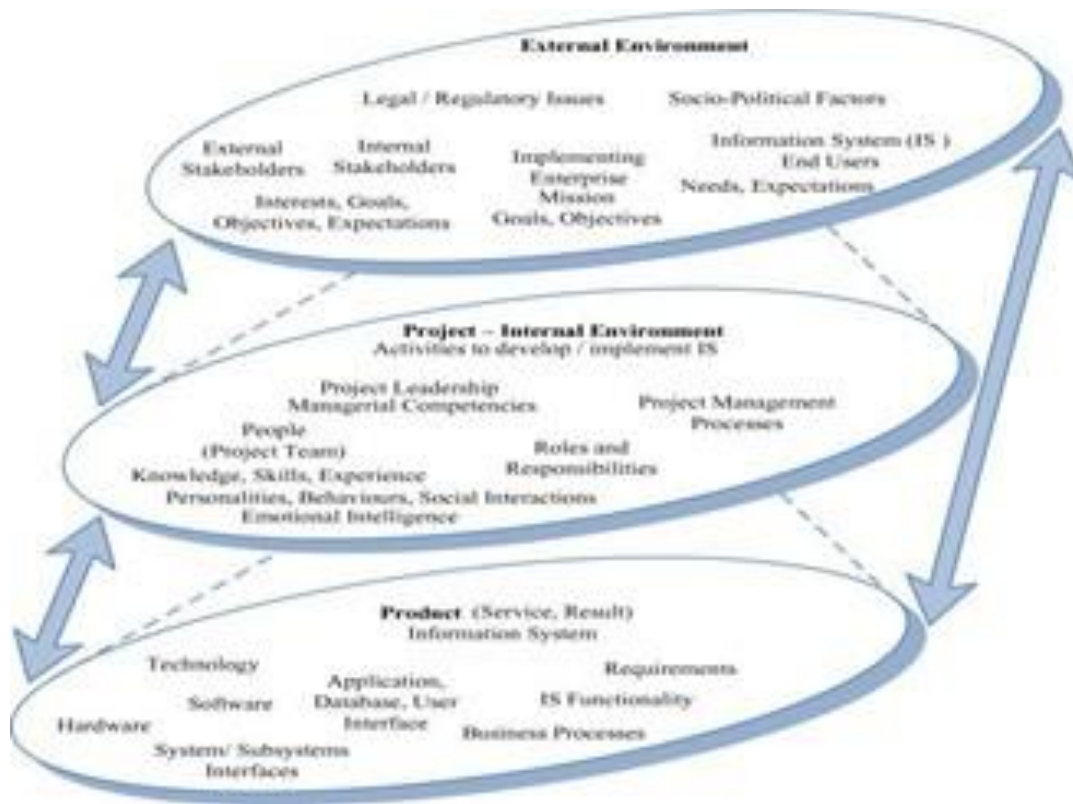 External Environment
Legal / Regulatory Issues
Socio-Political Factors
External
Stakeholders
Internal
Stakeholders
Interests, Goals,
Objectives, Expectations
Implementing
Enterprise
Mission
Goals, Objectives
Information System (IS )
End Users
Needs, Expectations
Project – Internal Environment
Activities to develop / implement IS
Project Leadership
Managerial Competencies
Project Management
Processes
People
(Project Team)
Knowledge, Skills, Experience
Personalities, Behaviours, Social Interactions
Emotional Intelligence
Roles and
Responsibilities
Product (Service, Result)
Information System
Technology
Software
Hardware
System/ Subsystems
Interfaces
Application,
Database, User
Interface
Requirements
IS Functionality
Business Processes